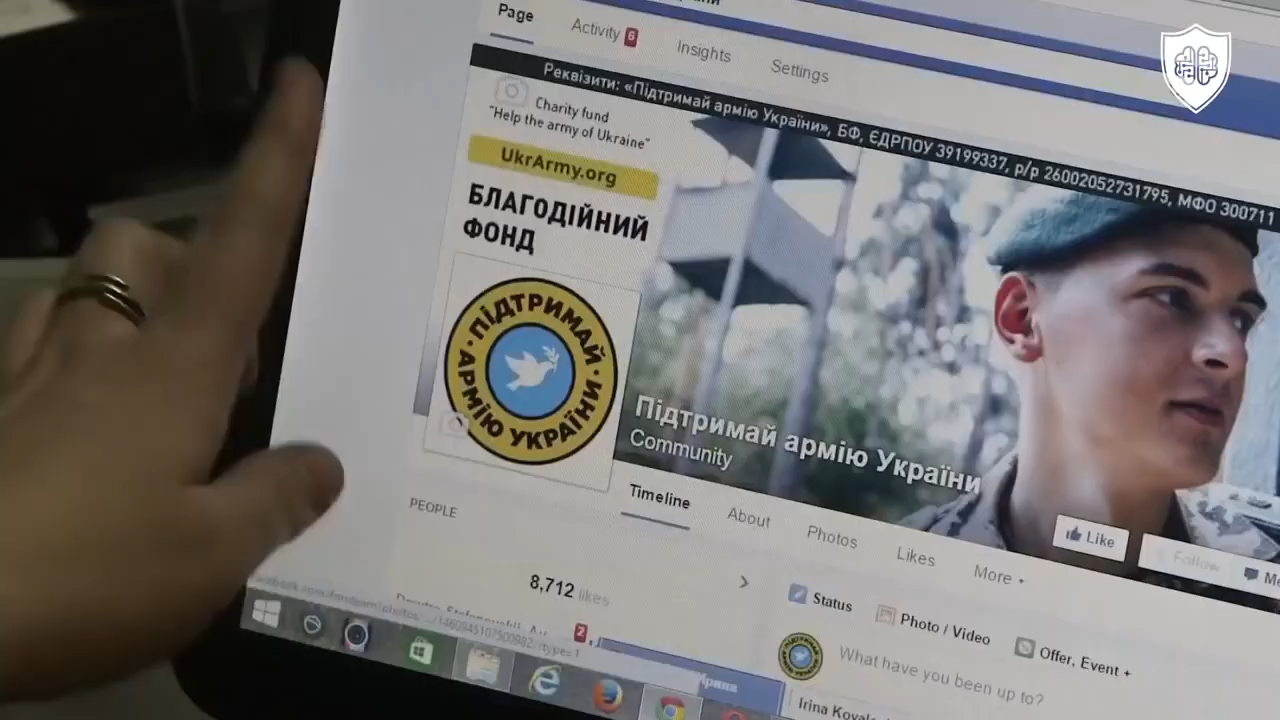 Page
Activity 6
Insights
Settings
Реквізити: «Підтримай армію України», БФ, ЄДРПОУ 39199337, р/р 26002052731795, МФО 300711
Charity fund
"Help the army of Ukraine"
UkrArmy.org
БЛАГОДІЙНИЙ
ФОНД
ПІДТРИМАЙ
АРМІЮ УКРАЇНИ
Підтримай армію України
Community
Like
Follow
Timeline
About
Photos
Likes
More
PEOPLE
8,712 likes
Status
Photo / Video
Offer, Event +
What have you been up to?
2
Ирина
Irina